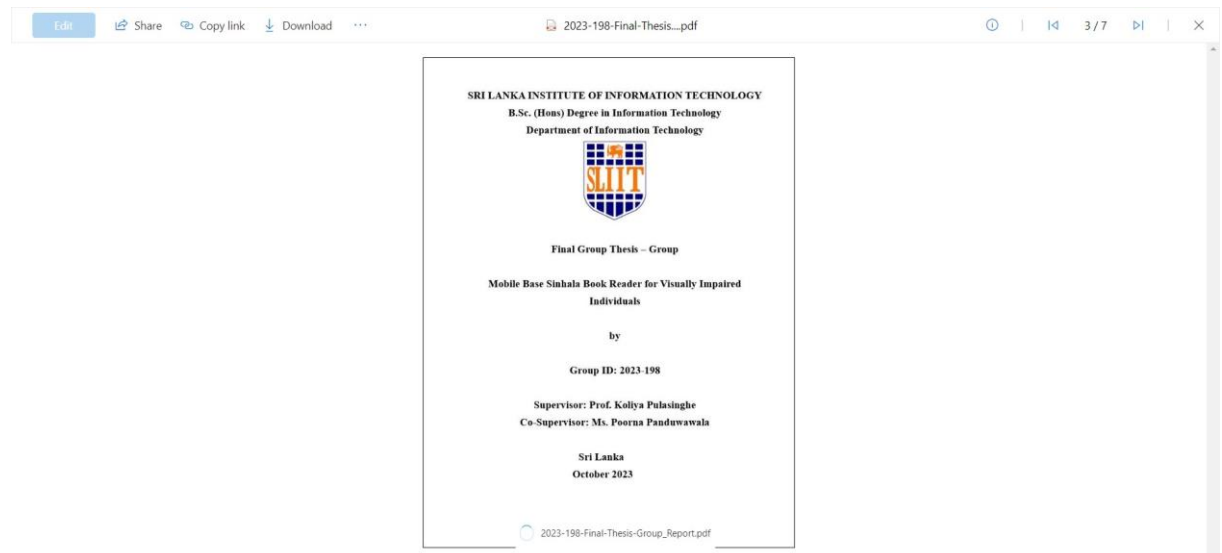 Edit Share Copy link Download ... 2023-198-Final-Thesis....pdf 3 / 7
SRI LANKA INSTITUTE OF INFORMATION TECHNOLOGY
B.Sc. (Hons) Degree in Information Technology
Department of Information Technology
SLIIT
Final Group Thesis – Group
Mobile Base Sinhala Book Reader for Visually Impaired
Individuals
by
Group ID: 2023-198
Supervisor: Prof. Koliya Pulasinghe
Co-Supervisor: Ms. Poorna Panduwawala
Sri Lanka
October 2023
2023-198-Final-Thesis-Group_Report.pdf